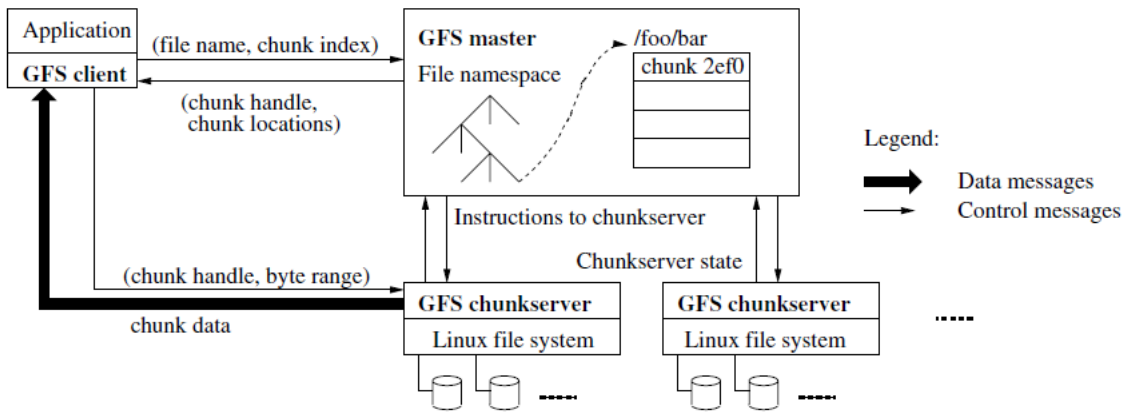 Application
GFS client
(file name, chunk index)
(chunk handle,
chunk locations)
GFS master
File namespace
/foo/bar
chunk 2ef0
Legend:
Data messages
Control messages
Instructions to chunkserver
Chunkserver state
(chunk handle, byte range)
chunk data
GFS chunkserver
Linux file system
GFS chunkserver
Linux file system